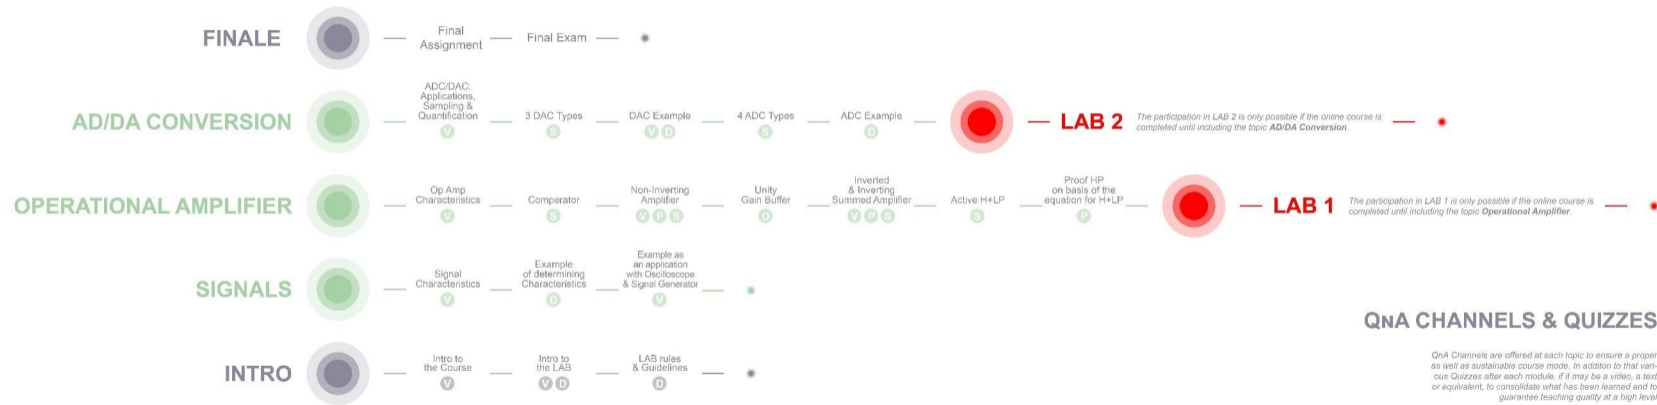 FINALE
Final
Assignment
Final Exam
AD/DA CONVERSION
ADC/DAC:
Applications,
Sampling &
Quantification
V
3 DAC Types
S
DAC Example
V D
4 ADC Types
S
ADC Example
D
LAB 2
The participation in LAB 2 is only possible if the online course is
completed until including the topic AD/DA Conversion.
OPERATIONAL AMPLIFIER
Op Amp
Characteristics
V
Comperator
S
Non-Inverting
Amplifier
V P S
Unity
Gain Buffer
D
Inverted
& Inverting
Summed Amplifier
V P S
Active H+LP
S
Proof HP
on basis of the
equation for H+LP
P
LAB 1
The participation in LAB 1 is only possible if the online course is
completed until including the topic Operational Amplifier.
SIGNALS
Signal
Characteristics
V
Example
of determining
Characteristics
D
Example as
an application
with Oscilloscope
& Signal Generator
V
INTRO
Intro to
the Course
V
Intro to
the LAB
V D
LAB rules
& Guidelines
D
QNA CHANNELS & QUIZZES
QnA Channels are offered at each topic to ensure a proper
as well as sustainable course mode. In additon to that vari-
ous Quizzes after each module, if it may be a video, a text
or equivalent, to consolidate what has been learned and to
guarantee teaching quality at a high level